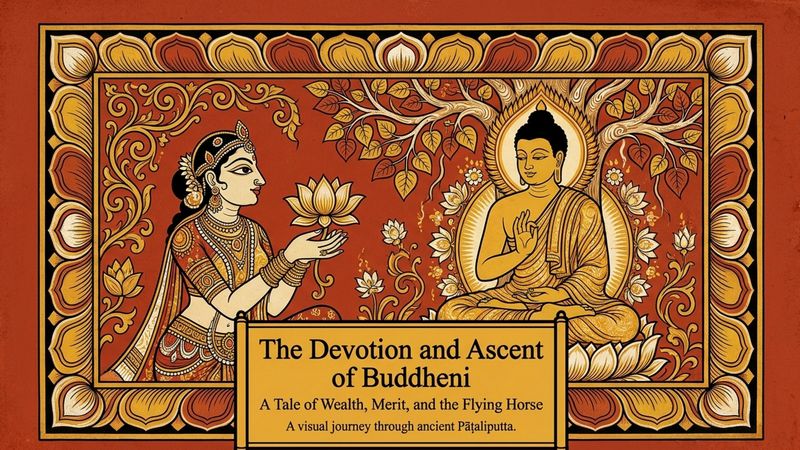 The Devotion and Ascent
of Buddheni
A Tale of Wealth, Merit, and the Flying Horse
A visual journey through ancient Pāṭaliputta.